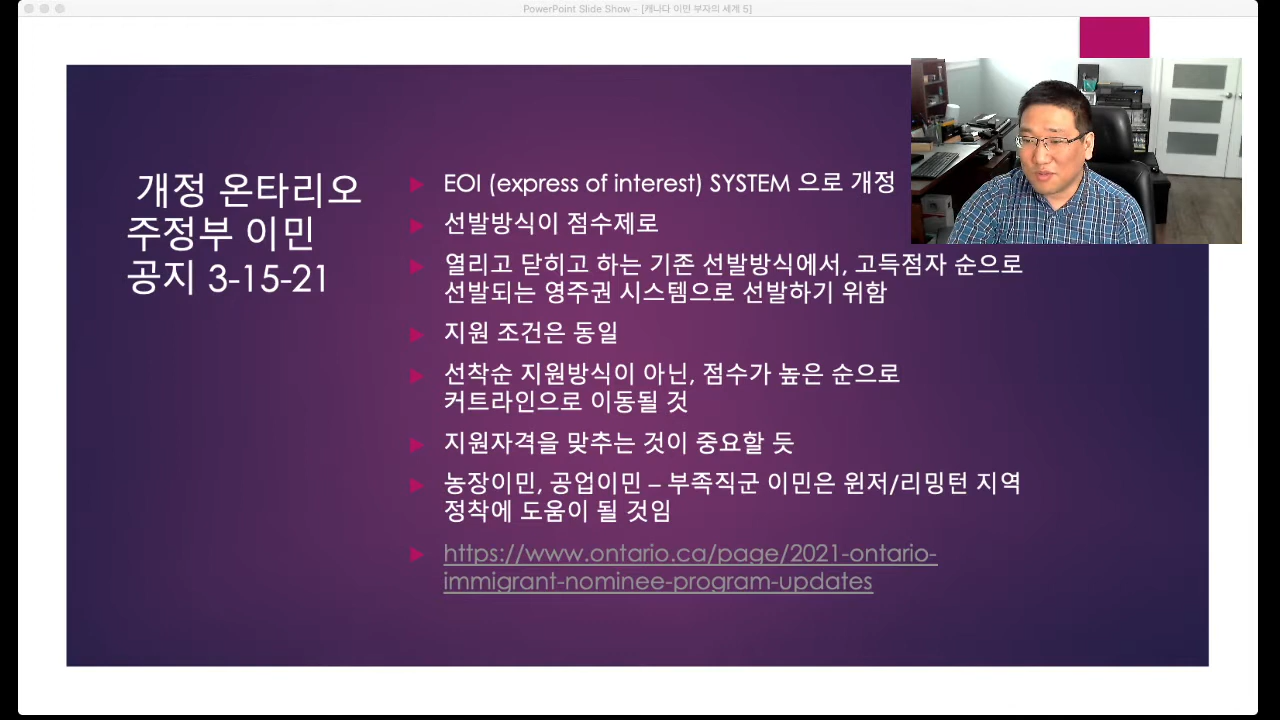 PowerPoint Slide Show - [캐나다 이민 부자의 세계 5]
개정 온타리오
주정부 이민
공지 3-15-21
EOI (express of interest) SYSTEM 으로 개정
선발방식이 점수제로
열리고 닫히고 하는 기존 선발방식에서, 고득점자 순으로
선발되는 영주권 시스템으로 선발하기 위함
지원 조건은 동일
선착순 지원방식이 아닌, 점수가 높은 순으로
커트라인으로 이동될 것
지원자격을 맞추는 것이 중요할 듯
농장이민, 공업이민 – 부족직군 이민은 윈저/리밍턴 지역
정착에 도움이 될 것임
https://www.ontario.ca/page/2021-ontario-
immigrant-nominee-program-updates